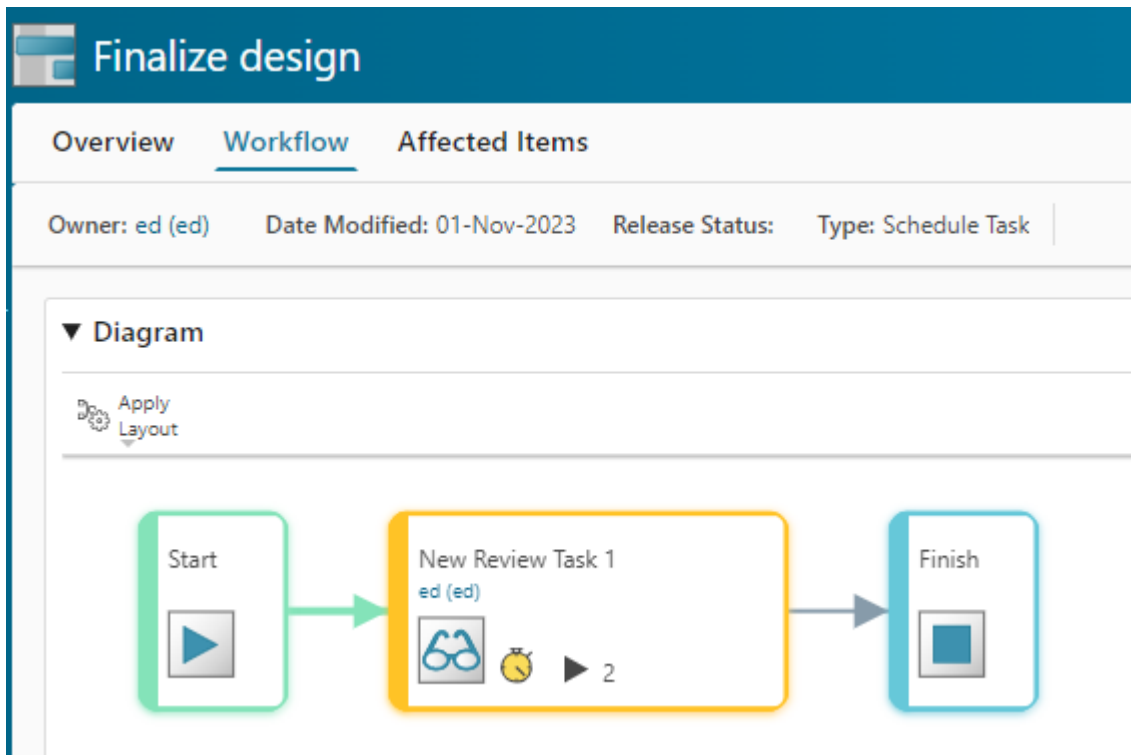 Finalize design
Overview Workflow Affected Items
Owner: ed (ed) Date Modified: 01-Nov-2023 Release Status: Type: Schedule Task
Diagram
Apply
Layout
Start
New Review Task 1
ed (ed)
2
Finish